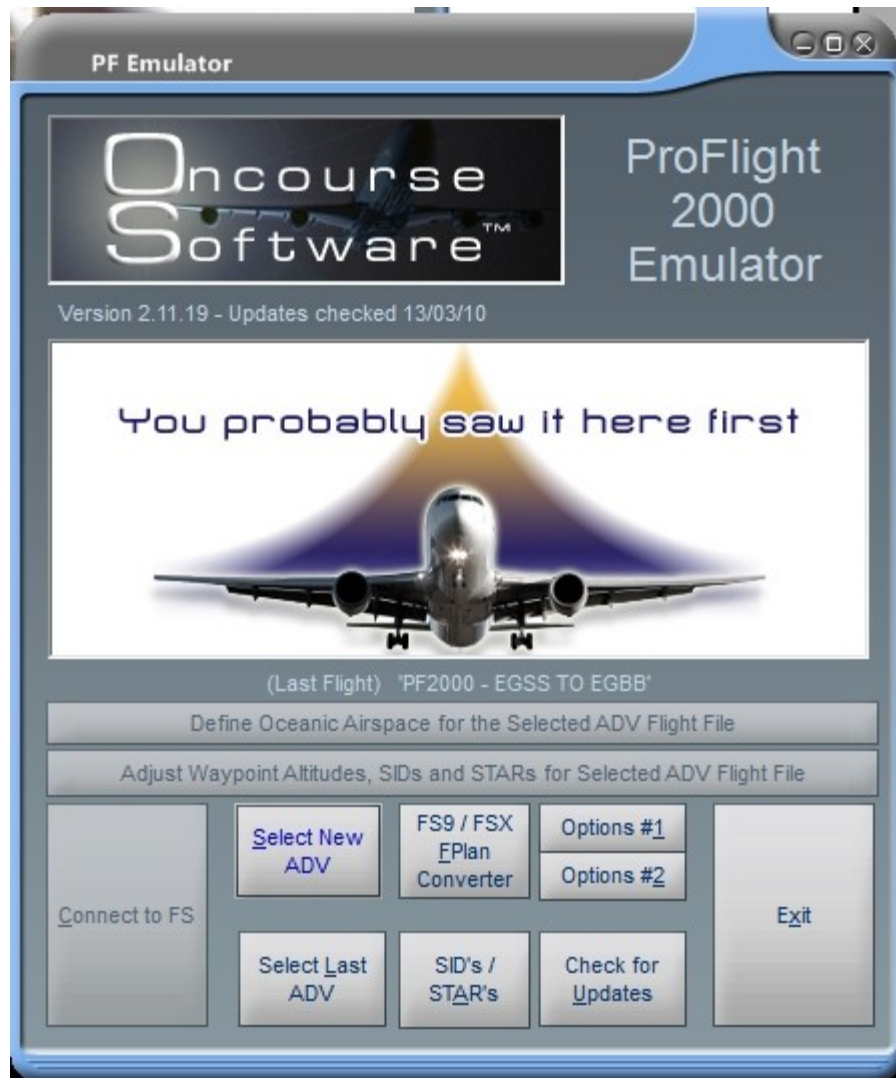 PF Emulator
Oncourse
Software™
ProFlight
2000
Emulator
Version 2.11.19 - Updates checked 13/03/10
You probably saw it here first
(Last Flight) 'PF2000 - EGSS TO EGBB'
Define Oceanic Airspace for the Selected ADV Flight File
Adjust Waypoint Altitudes, SIDs and STARs for Selected ADV Flight File
Connect to FS
Select New
ADV
FS9 / FSX
FPlan
Converter
Options #1
Options #2
Exit
Select Last
ADV
SID's /
STAR's
Check for
Updates